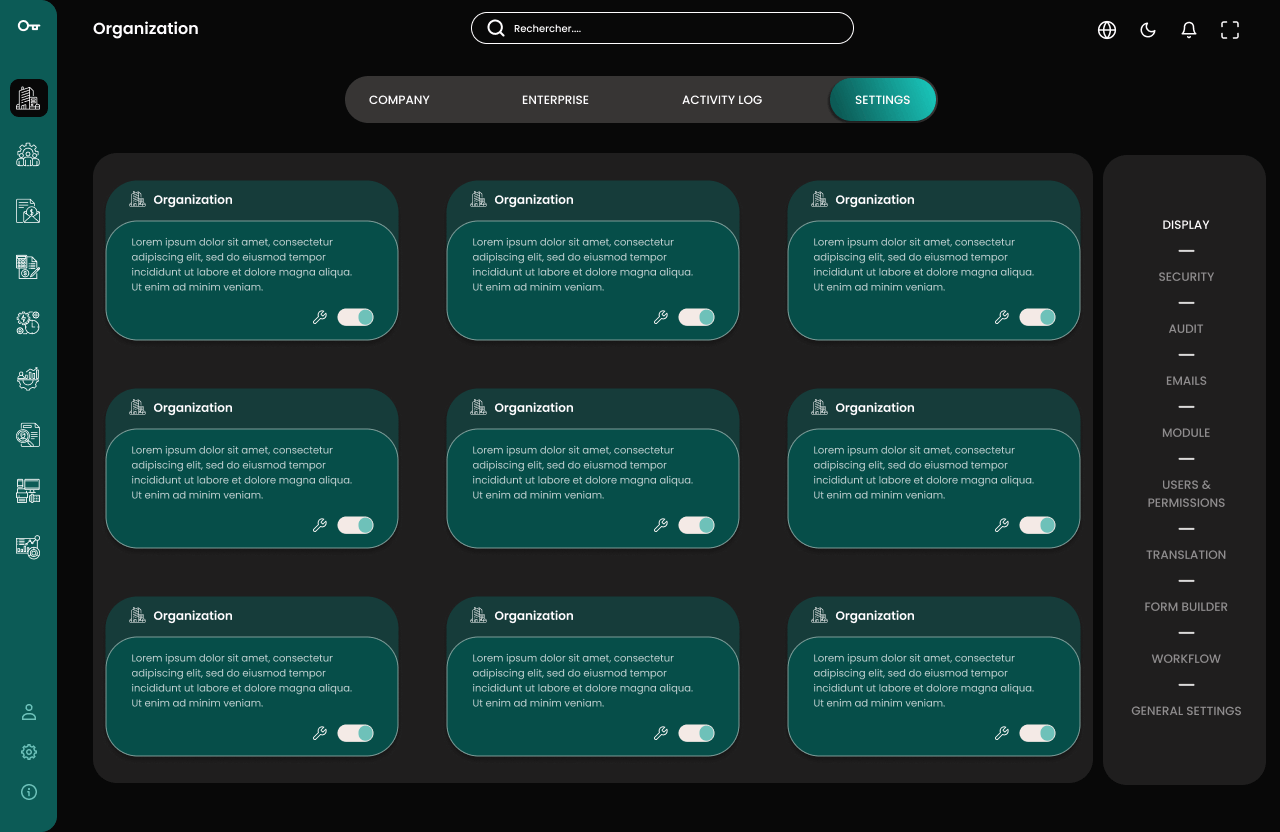 Organization
Rechercher....
COMPANY
ENTERPRISE
ACTIVITY LOG
SETTINGS
Organization
Lorem ipsum dolor sit amet, consectetur
adipiscing elit, sed do eiusmod tempor
incididunt ut labore et dolore magna aliqua.
Ut enim ad minim veniam.
Organization
Lorem ipsum dolor sit amet, consectetur
adipiscing elit, sed do eiusmod tempor
incididunt ut labore et dolore magna aliqua.
Ut enim ad minim veniam.
Organization
Lorem ipsum dolor sit amet, consectetur
adipiscing elit, sed do eiusmod tempor
incididunt ut labore et dolore magna aliqua.
Ut enim ad minim veniam.
Organization
Lorem ipsum dolor sit amet, consectetur
adipiscing elit, sed do eiusmod tempor
incididunt ut labore et dolore magna aliqua.
Ut enim ad minim veniam.
Organization
Lorem ipsum dolor sit amet, consectetur
adipiscing elit, sed do eiusmod tempor
incididunt ut labore et dolore magna aliqua.
Ut enim ad minim veniam.
Organization
Lorem ipsum dolor sit amet, consectetur
adipiscing elit, sed do eiusmod tempor
incididunt ut labore et dolore magna aliqua.
Ut enim ad minim veniam.
Organization
Lorem ipsum dolor sit amet, consectetur
adipiscing elit, sed do eiusmod tempor
incididunt ut labore et dolore magna aliqua.
Ut enim ad minim veniam.
Organization
Lorem ipsum dolor sit amet, consectetur
adipiscing elit, sed do eiusmod tempor
incididunt ut labore et dolore magna aliqua.
Ut enim ad minim veniam.
Organization
Lorem ipsum dolor sit amet, consectetur
adipiscing elit, sed do eiusmod tempor
incididunt ut labore et dolore magna aliqua.
Ut enim ad minim veniam.
DISPLAY
SECURITY
AUDIT
EMAILS
MODULE
USERS &
PERMISSIONS
TRANSLATION
FORM BUILDER
WORKFLOW
GENERAL SETTINGS